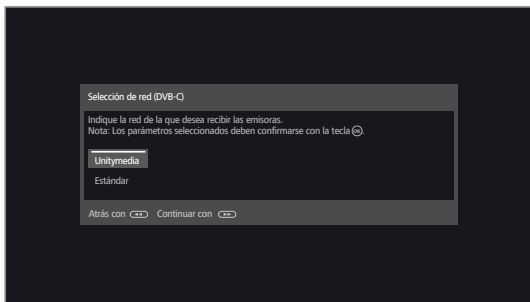 Selección de red (DVB-C)
Indique la red de la que desea recibir las emisoras.
Nota: Los parámetros seleccionados deben confirmarse con la tecla OK.
Unitymedia
Estándar
Atrás con ◄◄ Continuar con ►►